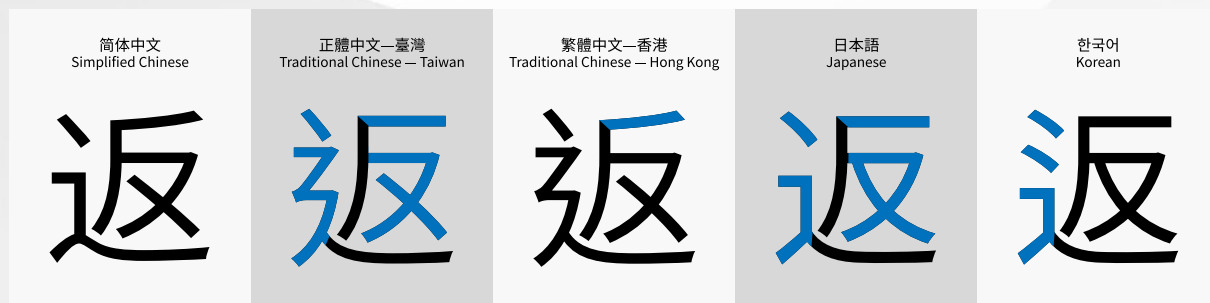 简体中文
Simplified Chinese
返
正體中文—臺灣
Traditional Chinese — Taiwan
返
繁體中文—香港
Traditional Chinese — Hong Kong
返
日本語
Japanese
返
한국어
Korean
返